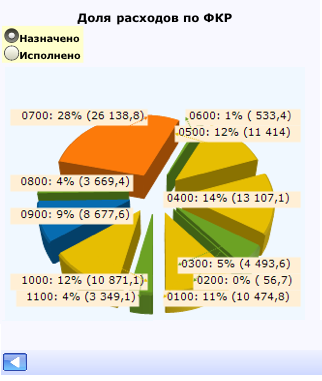 Доля расходов по ФКР
Назначено
Исполнено
0700: 28% (26 138,8)
0600: 1% ( 533,4)
0500: 12% (11 414)
0800: 4% (3 669,4)
0400: 14% (13 107,1)
0900: 9% (8 677,6)
0300: 5% (4 493,6)
1000: 12% (10 871,1)
0200: 0% ( 56,7)
1100: 4% (3 349,1)
0100: 11% (10 474,8)